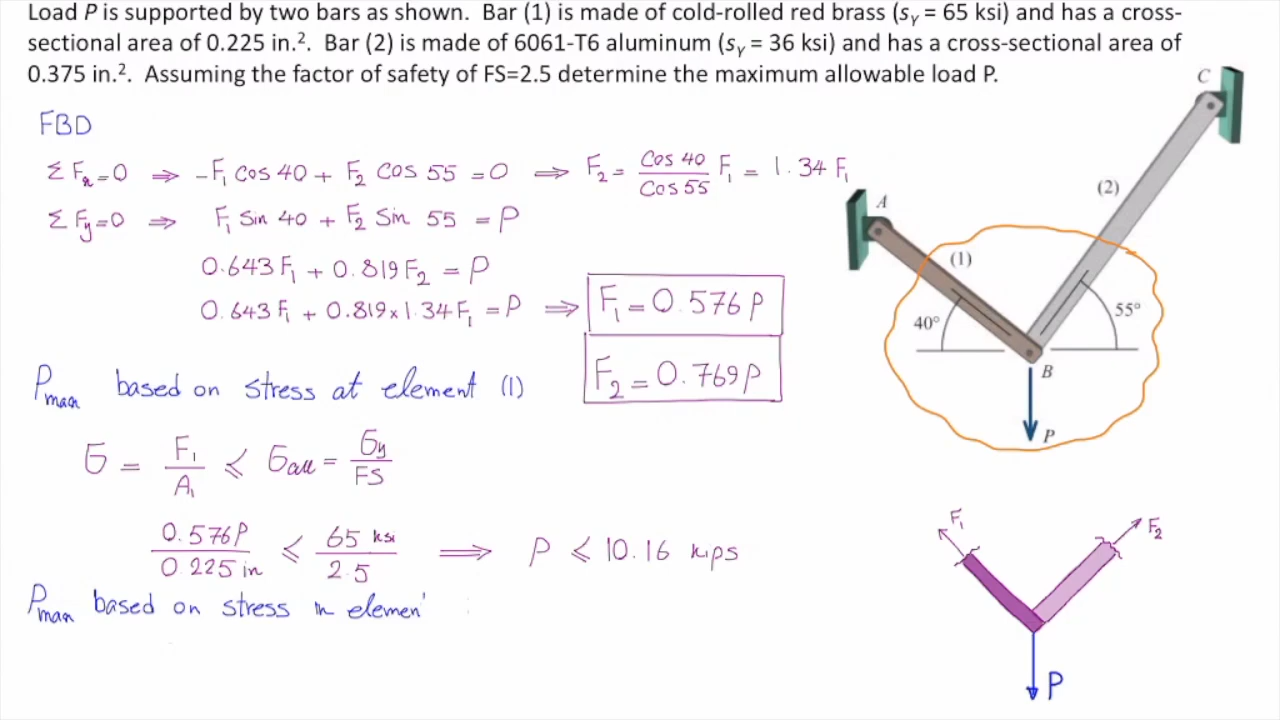 Load P is supported by two bars as shown. Bar (1) is made of cold-rolled red brass (sY = 65 ksi) and has a cross-
sectional area of 0.225 in.². Bar (2) is made of 6061-T6 aluminum (sY = 36 ksi) and has a cross-sectional area of
0.375 in.². Assuming the factor of safety of FS=2.5 determine the maximum allowable load P.
FBD
ΣFx=0 ⇒ -F1 Cos 40 + F2 Cos 55 =0 ⇒ F2 = Cos 40 / Cos 55 F1 = 1.34 F1
ΣFy=0 ⇒ F1 Sin 40 + F2 Sin 55 = P
0.643 F1 + 0.819 F2 = P
0.643 F1 + 0.819 x 1.34 F1 = P ⇒ F1 = 0.576 P
F2 = 0.769 P
Pmax based on stress at element (1)
σ = F1 / A1 ⩽ σall = σy / FS
0.576 P / 0.225 in ⩽ 65 ksi / 2.5 ⇒ P ⩽ 10.16 kips
Pmax based on stress in elemen
C
A
(2)
(1)
40°
55°
B
P
F1
F2
P